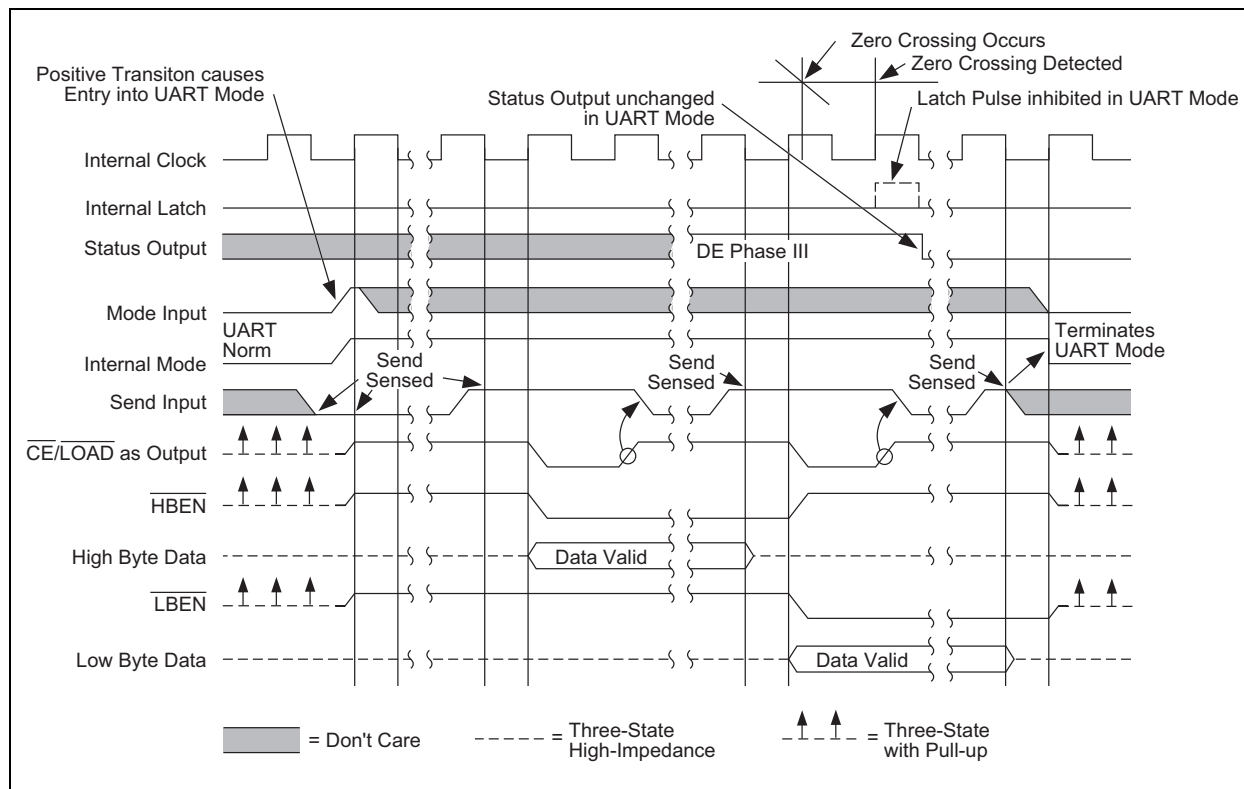 Zero Crossing Occurs
Zero Crossing Detected
Positive Transiton causes
Entry into UART Mode
Status Output unchanged
in UART Mode
Latch Pulse inhibited in UART Mode
Internal Clock
Internal Latch
Status Output
DE Phase III
Mode Input
UART
Norm
Terminates
UART Mode
Internal Mode
Send
Sensed
Send
Sensed
Send
Sensed
Send Input
CE/LOAD as Output
HBEN
High Byte Data
Data Valid
LBEN
Low Byte Data
Data Valid
= Don't Care
= Three-State
High-Impedance
= Three-State
with Pull-up